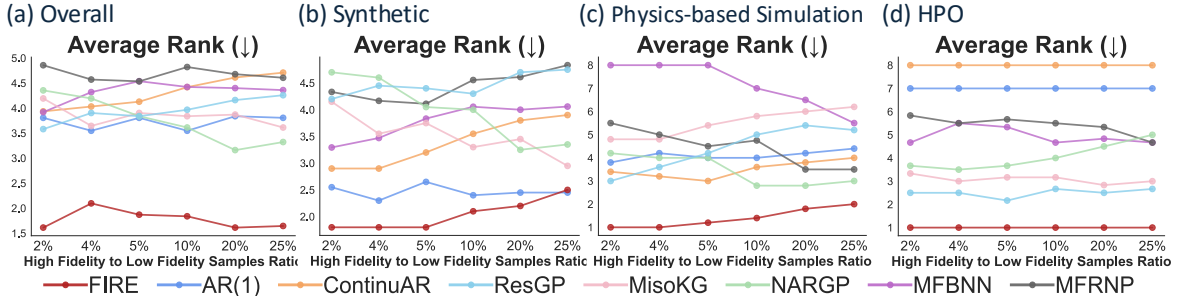 (a) Overall
Average Rank (↓)
5.0
4.5
4.0
3.5
3.0
2.5
2.0
1.5
2% 4% 5% 10% 20% 25%
High Fidelity to Low Fidelity Samples Ratio
(b) Synthetic
Average Rank (↓)
4.5
4.0
3.5
3.0
2.5
2.0
2% 4% 5% 10% 20% 25%
High Fidelity to Low Fidelity Samples Ratio
(c) Physics-based Simulation
Average Rank (↓)
8
7
6
5
4
3
2
1
2% 4% 5% 10% 20% 25%
High Fidelity to Low Fidelity Samples Ratio
(d) HPO
Average Rank (↓)
8
7
6
5
4
3
2
1
2% 4% 5% 10% 20% 25%
High Fidelity to Low Fidelity Samples Ratio
FIRE AR(1) ContinuAR ResGP MisoKG NARGP MFBNN MFRNP